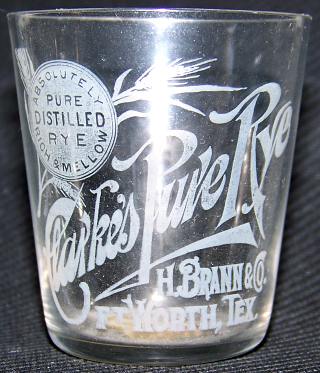 ABSOLUTELY
PURE
DISTILLED
RYE
RICH & MELLOW
Clarke's Pure Rye
H. BRANN & CO.
FT WORTH, TEX.